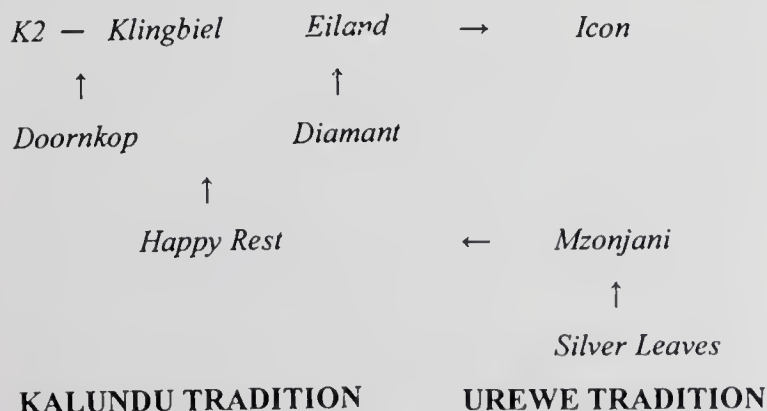 K2 — Klingbiel Eiland → Icon
↑ ↑
Doornkop Diamant
↑
Happy Rest ← Mzonjani
↑
Silver Leaves
KALUNDU TRADITION UREWE TRADITION